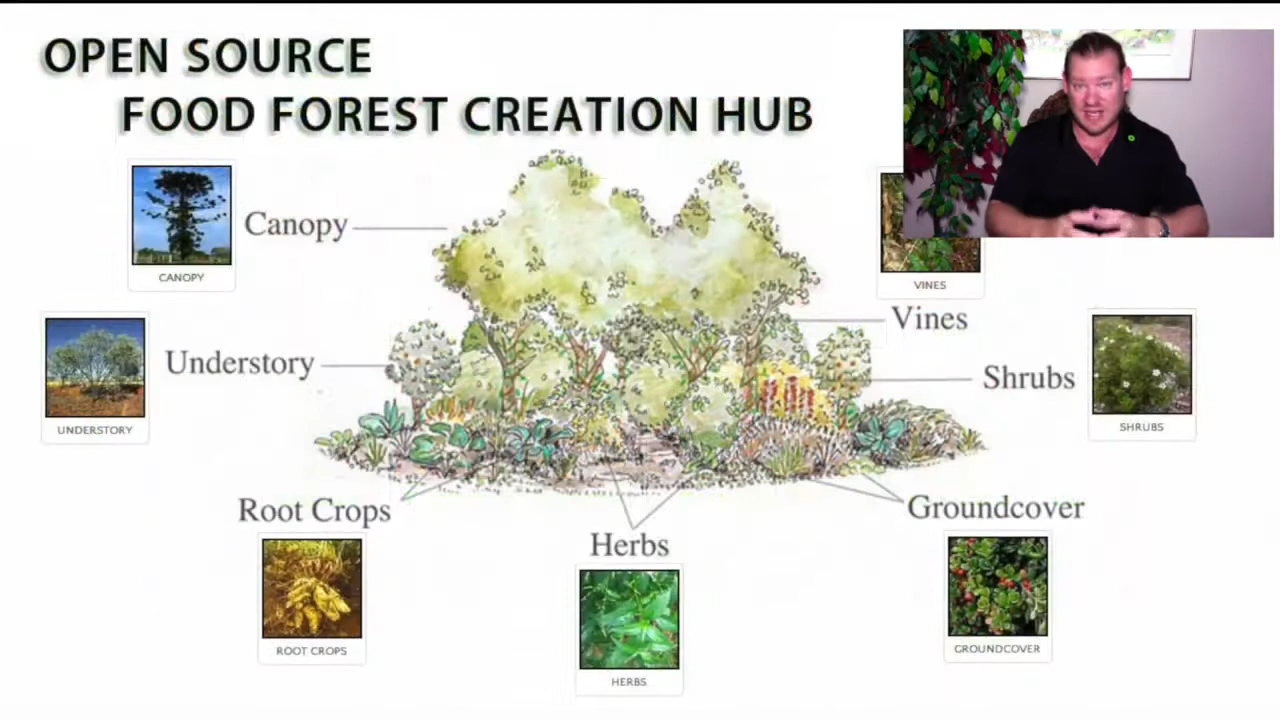 OPEN SOURCE
FOOD FOREST CREATION HUB
Canopy
CANOPY
VINES
Vines
Understory
UNDERSTORY
Shrubs
SHRUBS
Root Crops
ROOT CROPS
Herbs
HERBS
Groundcover
GROUNDCOVER